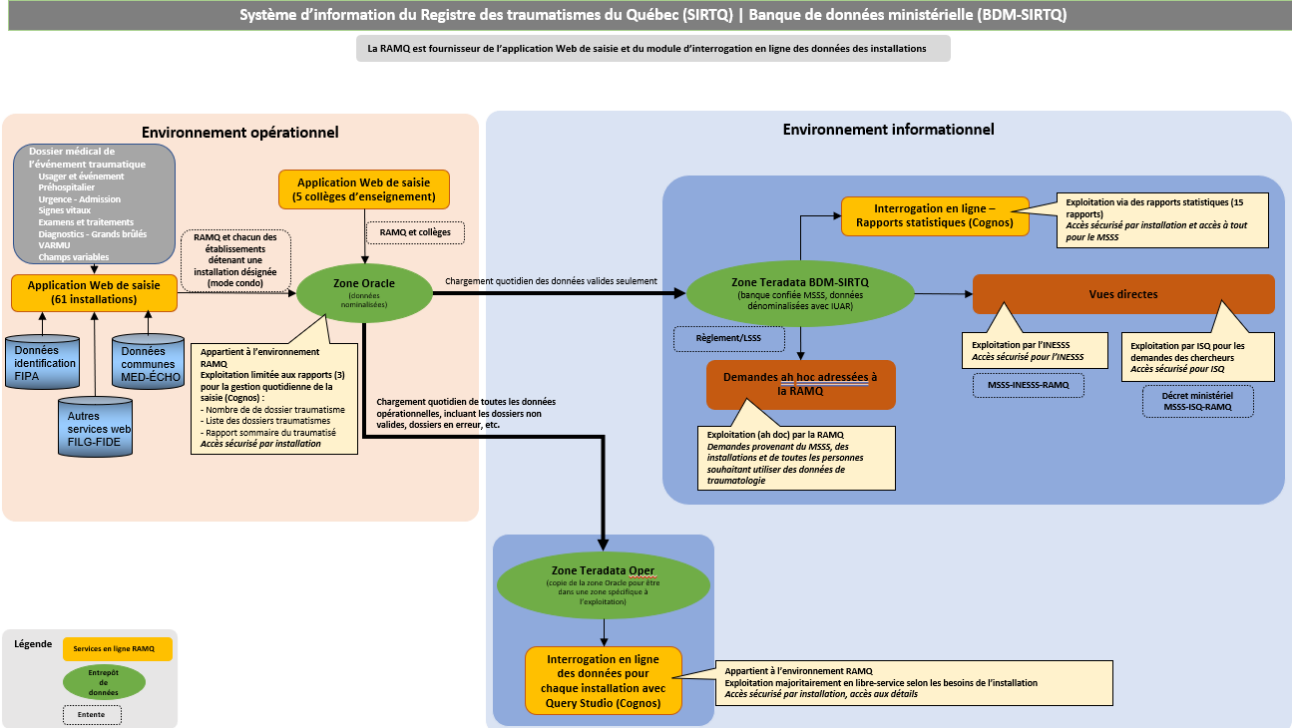 Système d'information du Registre des traumatismes du Québec (SIRTQ) | Banque de données ministérielle (BDM-SIRTQ)
La RAMQ est fournisseur de l'application Web de saisie et du module d'interrogation en ligne des données des installations
Environnement opérationnel
Dossier médical de
l'événement traumatique
Usager et événement
Préhospitalier
Urgence - Admission
Signes vitaux
Examens et traitements
Diagnostics - Grands brûlés
VARMU
Champs variables
Application Web de saisie
(5 collèges d'enseignement)
RAMQ et collèges
RAMQ et chacun des
établissements
détenant une
installation désignée
(mode condo)
Application Web de saisie
(61 installations)
Zone Oracle
(données
nominalisées)
Données
identification
FIPA
Données
communes
MED-ÉCHO
Autres
services web
FILG-FIDE
Appartient à l'environnement
RAMQ
Exploitation limitée aux rapports (3)
pour la gestion quotidienne de la
saisie (Cognos) :
- Nombre de de dossier traumatisme
- Liste des dossiers traumatismes
- Rapport sommaire du traumatisé
Accès sécurisé par installation
Chargement quotidien des données valides seulement
Chargement quotidien de toutes les données
opérationnelles, incluant les dossiers non
valides, dossiers en erreur, etc.
Environnement informationnel
Interrogation en ligne –
Rapports statistiques (Cognos)
Exploitation via des rapports statistiques (15
rapports)
Accès sécurisé par installation et accès à tout
pour le MSSS
Zone Teradata BDM-SIRTQ
(banque confiée MSSS, données
dénominalisées avec IUAR)
Vues directes
Règlement/LSSS
Exploitation par l'INESSS
Accès sécurisé pour l'INESSS
MSSS-INESSS-RAMQ
Exploitation par ISQ pour les
demandes des chercheurs
Accès sécurisé pour ISQ
Décret ministériel
MSSS-ISQ-RAMQ
Demandes ah hoc adressées à
la RAMQ
Exploitation (ah doc) par la RAMQ
Demandes provenant du MSSS, des
installations et de toutes les personnes
souhaitant utiliser des données de
traumatologie
Zone Teradata Oper
(copie de la zone Oracle pour être
dans une zone spécifique à
l'exploitation)
Interrogation en ligne
des données pour
chaque installation avec
Query Studio (Cognos)
Appartient à l'environnement RAMQ
Exploitation majoritairement en libre-service selon les besoins de l'installation
Accès sécurisé par installation, accès aux détails
Légende
Services en ligne RAMQ
Entrepôt
de
données
Entente